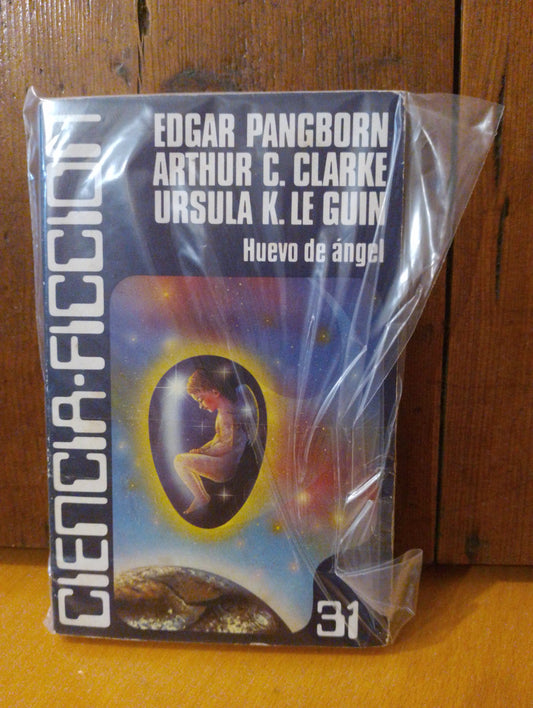 EDGAR PANGBORN
ARTHUR C. CLARKE
URSULA K. LE GUIN
Huevo de ángel
CIENCIA-FICCION
31